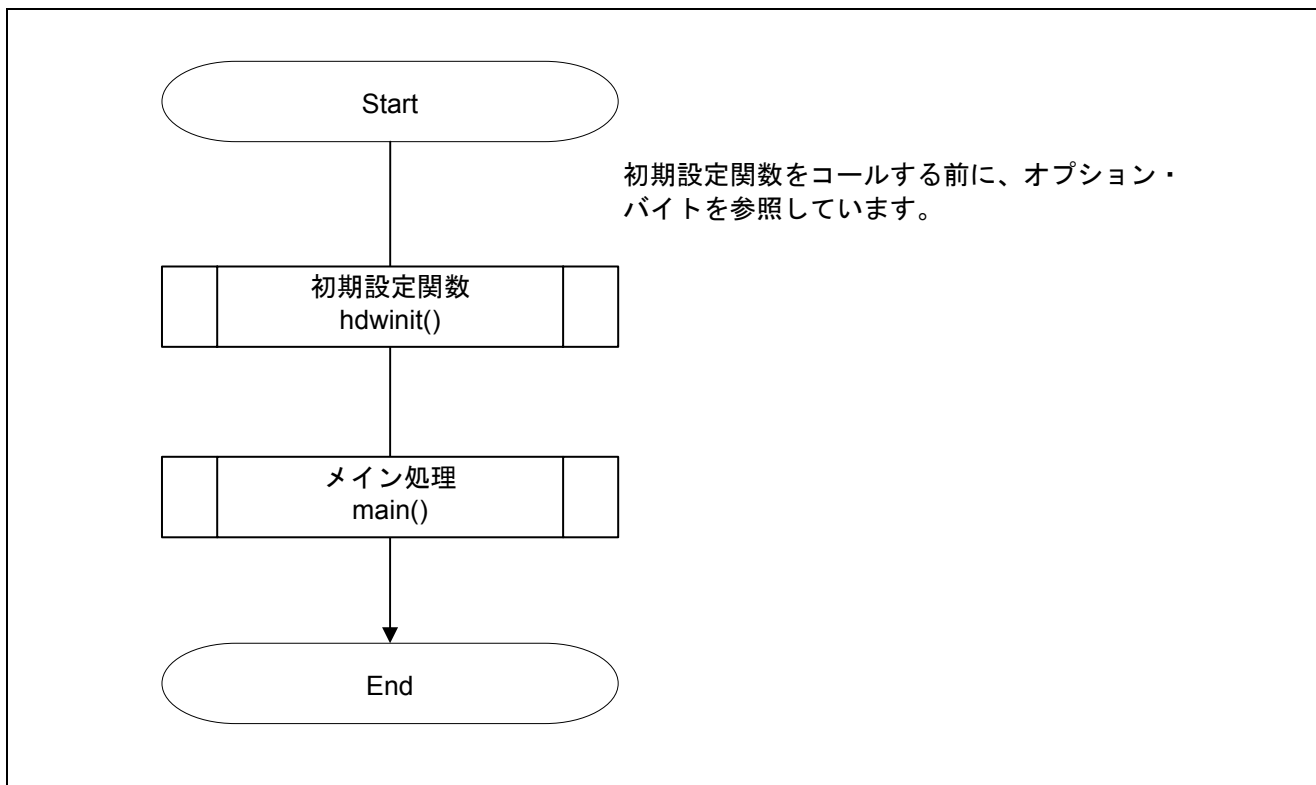 Start
初期設定関数をコールする前に、オプション・
バイトを参照しています。
初期設定関数
hdwinit()
メイン処理
main()
End